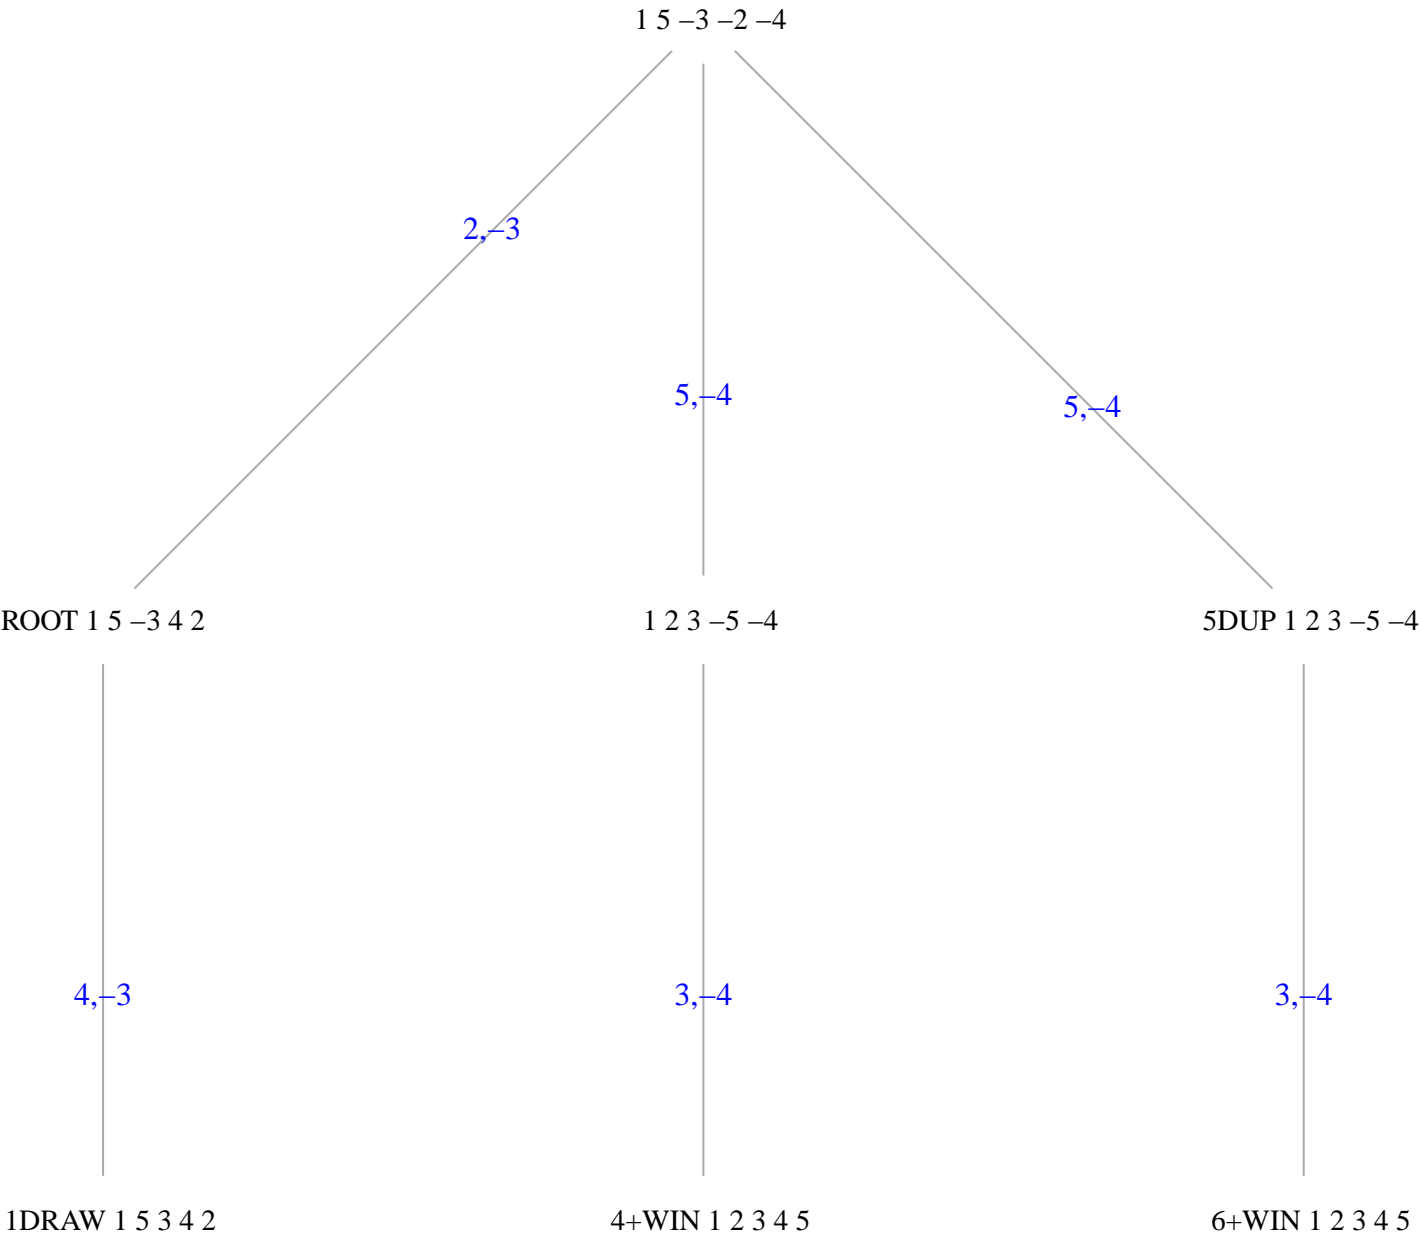 1 5 –3 –2 –4
2,–3
5,–4
5,–4
ROOT 1 5 –3 4 2
1 2 3 –5 –4
5DUP 1 2 3 –5 –4
4,–3
3,–4
3,–4
1DRAW 1 5 3 4 2
4+WIN 1 2 3 4 5
6+WIN 1 2 3 4 5